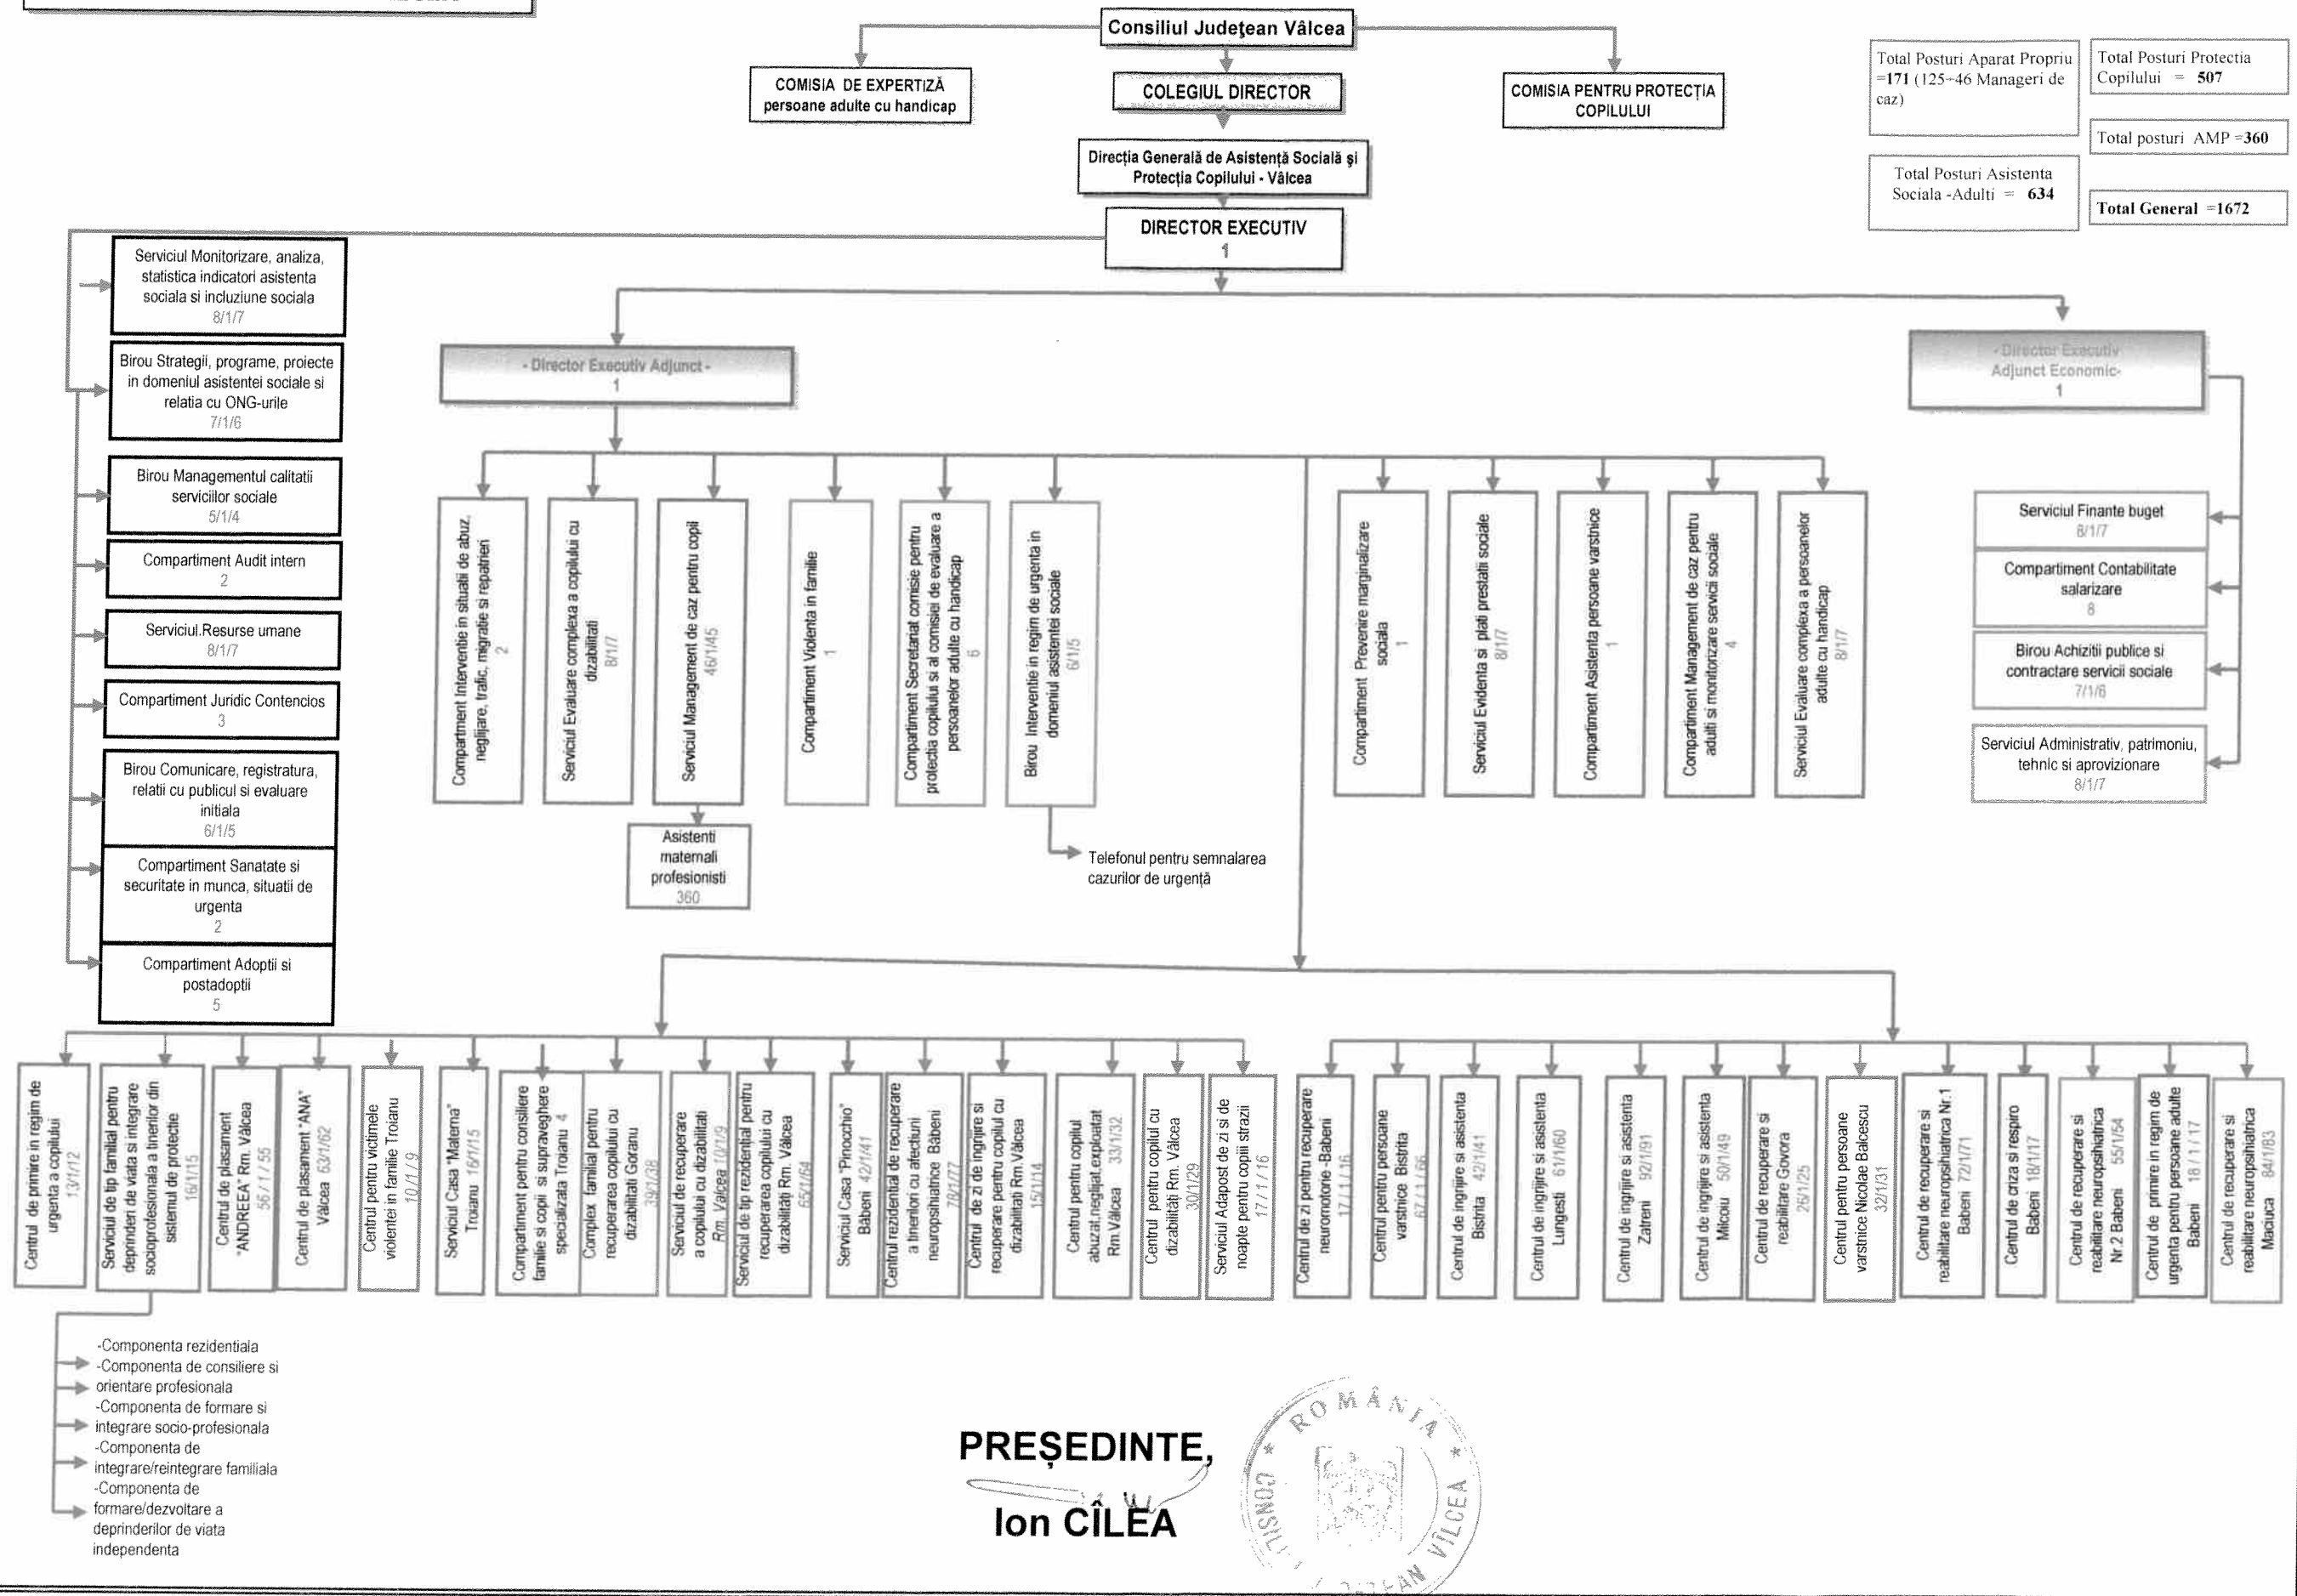 Consiliul Judeţean Vâlcea
COMISIA DE EXPERTIZĂ
persoane adulte cu handicap
COLEGIUL DIRECTOR
COMISIA PENTRU PROTECŢIA
COPILULUI
Total Posturi Aparat Propriu
=171 (125+46 Manageri de
caz)
Total Posturi Protectia
Copilului = 507
Total posturi AMP =360
Total Posturi Asistenta
Sociala -Adulti = 634
Total General =1672
Direcţia Generală de Asistenţă Socială şi
Protecţia Copilului - Vâlcea
DIRECTOR EXECUTIV
1
Serviciul Monitorizare, analiza,
statistica indicatori asistenta
sociala si incluziune sociala
8/1/7
Birou Strategii, programe, proiecte
in domeniul asistentei sociale si
relatia cu ONG-urile
7/1/6
Birou Managementul calitatii
serviciilor sociale
5/1/4
Compartiment Audit intern
2
Serviciul.Resurse umane
8/1/7
Compartiment Juridic Contencios
3
Birou Comunicare, registratura,
relatii cu publicul si evaluare
initiala
6/1/5
Compartiment Sanatate si
securitate in munca, situatii de
urgenta
2
Compartiment Adoptii si
postadoptii
5
- Director Executiv Adjunct -
1
- Director Executiv
Adjunct Economic-
1
Compartment Interventie in situatii de abuz,
neglijare, trafic, migratie si repatrieri
2
Serviciul Evaluare complexa a copilului cu
dizabilitati
8/1/7
Serviciul Management de caz pentru copil
46/1/45
Compartiment Violenta in familie
1
Compartiment Secretariat comisie pentru
protectia copilului si al comisiei de evaluare a
persoanelor adulte cu handicap
6
Birou Interventie in regim de urgenta in
domeniul asistentei sociale
6/1/5
Compartiment Prevenire marginalizare
sociala
1
Serviciul Evidenta si plati prestatii sociale
8/1/7
Compartiment Asistenta persoane varstnice
1
Compartiment Management de caz pentru
adulti si monitorizare servicii sociale
4
Serviciul Evaluare complexa a persoanelor
adulte cu handicap
8/1/7
Serviciul Finante buget
8/1/7
Compartiment Contabilitate
salarizare
8
Birou Achizitii publice si
contractare servicii sociale
7/1/6
Serviciul Administrativ, patrimoniu,
tehnic si aprovizionare
8/1/7
Asistenti
maternali
profesionisti
360
Telefonul pentru semnalarea
cazurilor de urgenţă
Centrul de primire in regim de
urgenta a copilului
13/1/12
Serviciul de tip familial pentru
deprinderi de viata si integrare
socioprofesionala a tinerilor din
sistemul de protectie
16/1/15
Centrul de plasament
"ANDREEA" Rm. Vâlcea
56 / 1 / 55
Centrul de plasament "ANA"
Vâlcea 63/1/62
Centrul pentru victimele
violentei in familie Troianu
10 / 1 / 9
Serviciul Casa "Materna"
Troianu 16/1/15
Compartiment pentru consiliere
familie si copii si supraveghere
specializata Troianu 4
Complex familial pentru
recuperarea copilului cu
dizabilitati Goranu
39/1/38
Serviciul de recuperare
a copilului cu dizabilitati
Rm. Valcea 10/1/9
Serviciul de tip rezidenţial pentru
recuperarea copilului cu
dizabilităţi Rm. Vâlcea
65/1/64
Serviciul Casa "Pinocchio"
Băbeni 42/1/41
Centrul rezidential de recuperare
a tinerilori cu afectiuni
neuropsihiatrice Băbeni
78/1/77
Centrul de zi de ingrijire si
recuperare pentru copilul cu
dizabilitati Rm.Vâlcea
15/1/14
Centrul pentru copilul
abuzat,neglijat,exploatat
Rm.Vâlcea 33/1/32
Centrul pentru copilul cu
dizabilităţi Rm. Vâlcea
30/1/29
Serviciul Adapost de zi si de
noapte pentru copiii strazii
17 / 1 / 16
Centrul de zi pentru recuperare
neuromotorie -Babeni
17 / 1 / 16
Centrul pentru persoane
varstnice Bistrita
67 / 1 / 66
Centrul de ingrijire si asistenta
Bistrita 42/1/41
Centrul de ingrijire si asistenta
Lungesti 61/1/60
Centrul de ingrijire si asistenta
Zatreni 92/1/91
Centrul de ingrijire si asistenta
Milcoiu 50/1/49
Centrul de recuperare si
reabilitare Govora
26/1/25
Centrul pentru persoane
varstnice Nicolae Balcescu
32/1/31
Centrul de recuperare si
reabilitare neuropsihiatrica Nr.1
Babeni 72/1/71
Centrul de criza si respiro
Babeni 18/1/17
Centrul de recuperare si
reabilitare neuropsihiatrica
Nr.2 Babeni 55/1/54
Centrul de primire in regim de
urgenta pentru persoane adulte
Babeni 18 / 1 / 17
Centrul de recuperare si
reabilitare neuropsihiatrica
Maciuca 84/1/83
-Componenta rezidentiala
-Componenta de consiliere si
orientare profesionala
-Componenta de formare si
integrare socio-profesionala
-Componenta de
integrare/reintegrare familiala
-Componenta de
formare/dezvoltare a
deprinderilor de viata
independenta
PREȘEDINTE,
Ion CÎLEA
ROMÂNIA
VÎLCEA